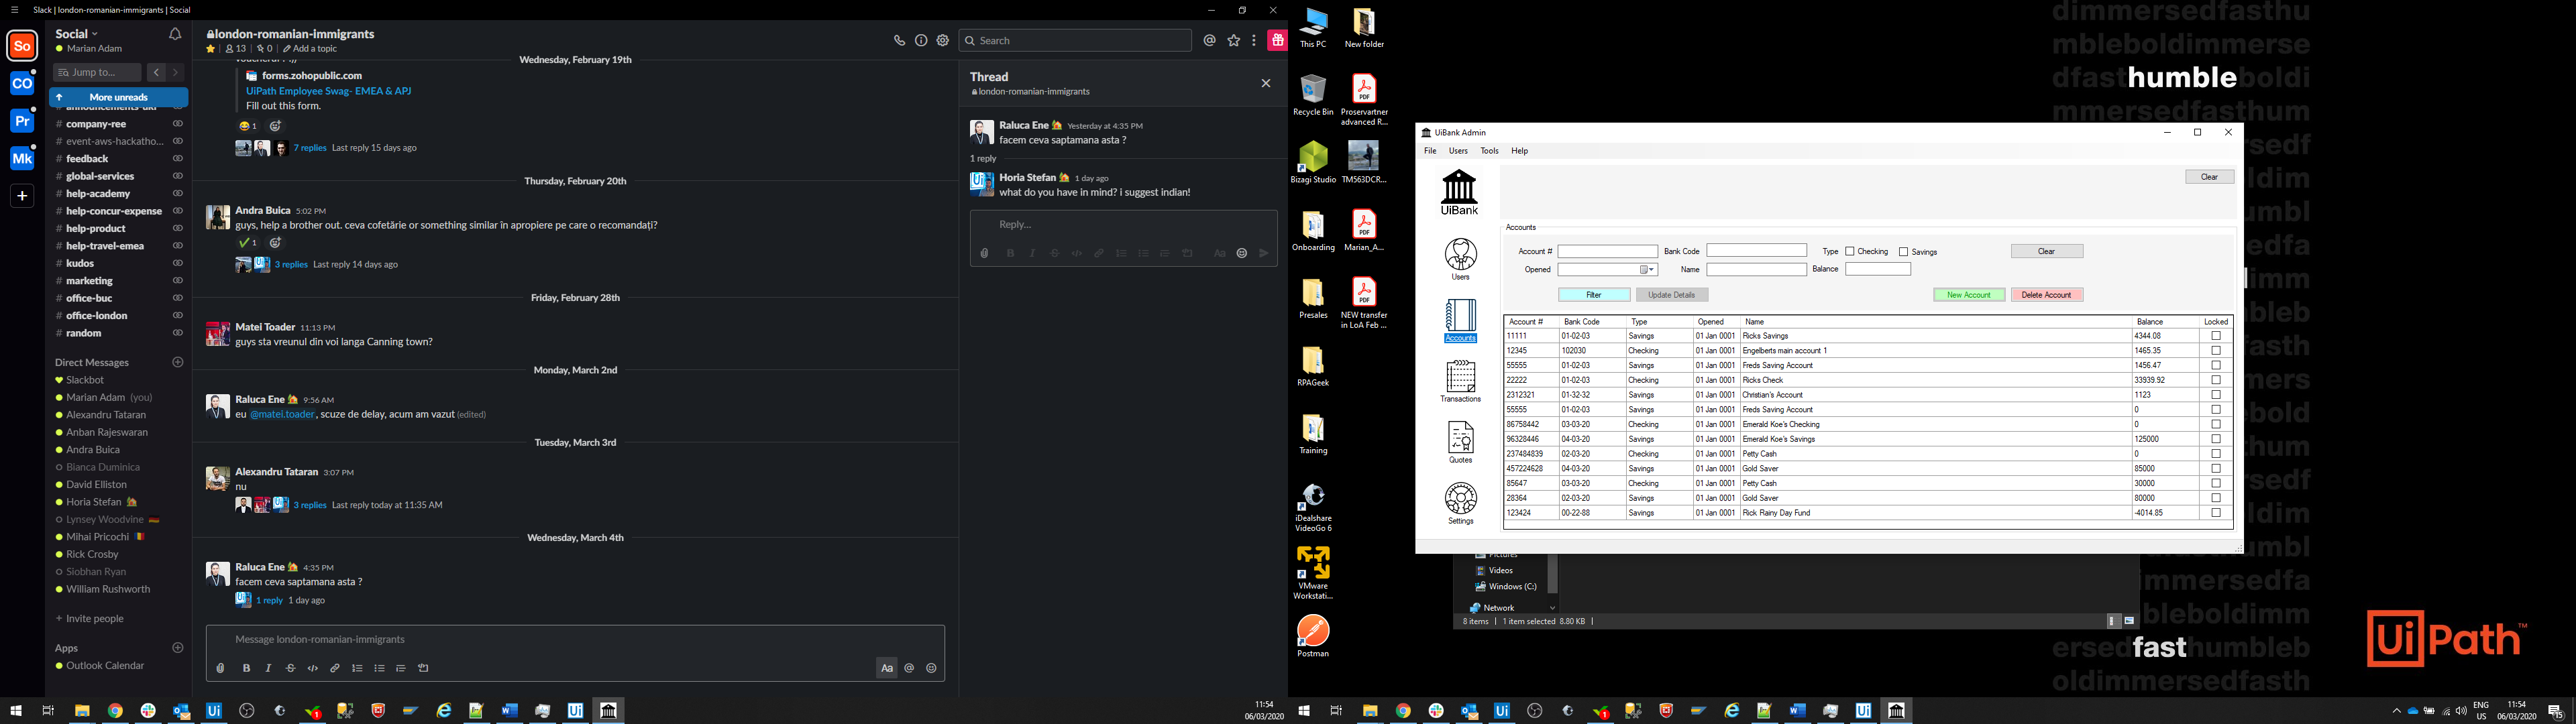 Slack | london-romanian-immigrants | Social
So
CO
Pr
Mk
Social
Marian Adam
Jump to...
More unreads
# company-ree
# event-aws-hackatho...
# feedback
# global-services
# help-academy
# help-concur-expense
# help-product
# help-travel-emea
# kudos
# marketing
# office-buc
# office-london
# random
Direct Messages
Slackbot
Marian Adam (you)
Alexandru Tataran
Anban Rajeswaran
Andra Buica
Bianca Duminica
David Elliston
Horia Stefan
Lynsey Woodvine
Mihai Pricochi
Rick Crosby
Siobhan Ryan
William Rushworth
+ Invite people
Apps
Outlook Calendar
london-romanian-immigrants
13 | 0 | Add a topic
Search
Wednesday, February 19th
forms.zohopublic.com
UiPath Employee Swag- EMEA & APJ
Fill out this form.
1
7 replies Last reply 15 days ago
Thursday, February 20th
Andra Buica 5:02 PM
guys, help a brother out. ceva cofetărie or something similar în apropiere pe care o recomandați?
1
3 replies Last reply 14 days ago
Friday, February 28th
Matei Toader 11:13 PM
guys sta vreunul din voi langa Canning town?
Monday, March 2nd
Raluca Ene 9:56 AM
eu @matei.toader, scuze de delay, acum am vazut (edited)
Tuesday, March 3rd
Alexandru Tataran 3:07 PM
nu
3 replies Last reply today at 11:35 AM
Wednesday, March 4th
Raluca Ene 4:35 PM
facem ceva saptamana asta ?
1 reply 1 day ago
Message london-romanian-immigrants
Thread
london-romanian-immigrants
Raluca Ene Yesterday at 4:35 PM
facem ceva saptamana asta ?
1 reply
Horia Stefan 1 day ago
what do you have in mind? i suggest indian!
Reply...
11:54
06/03/2020
This PC
New folder
Recycle Bin
Proservartner advanced R...
Bizagi Studio
TM563DCR...
Onboarding
Marian_A...
Presales
NEW transfer in LoA Feb ...
RPAGeek
Training
iDealshare VideoGo 6
VMware Workstati...
Postman
UiBank Admin
File Users Tools Help
UiBank
Users
Accounts
Transactions
Quotes
Settings
Clear
Accounts
Account # Bank Code Type Checking Savings Clear
Opened Name Balance
Filter Update Details New Account Delete Account
Account # Bank Code Type Opened Name Balance Locked
11111 01-02-03 Savings 01 Jan 0001 Ricks Savings 4344.08
12345 102030 Checking 01 Jan 0001 Engelberts main account 1 1465.35
55555 01-02-03 Savings 01 Jan 0001 Freds Saving Account 1456.47
22222 01-02-03 Checking 01 Jan 0001 Ricks Check 33939.92
2312321 01-32-32 Savings 01 Jan 0001 Christian's Account 1123
55555 01-02-03 Savings 01 Jan 0001 Freds Saving Account 0
86758442 03-03-20 Checking 01 Jan 0001 Emerald Koe's Checking 0
96328446 04-03-20 Savings 01 Jan 0001 Emerald Koe's Savings 125000
237484839 02-03-20 Checking 01 Jan 0001 Petty Cash 0
457224628 04-03-20 Savings 01 Jan 0001 Gold Saver 85000
85647 03-03-20 Checking 01 Jan 0001 Petty Cash 30000
28364 02-03-20 Savings 01 Jan 0001 Gold Saver 80000
123424 00-22-88 Savings 01 Jan 0001 Rick Rainy Day Fund -4014.85
Pictures
Videos
Windows (C:)
Network
8 items | 1 item selected 8.80 KB |
dimmersedfasthu
mbleboldimmerse
dfasthumbleboldi
mmersedfasthum
immersedfa
bleboldimm
ersedfasthumbleb
oldimmersedfasth
UiPath™
ENG
US
11:54
06/03/2020
15